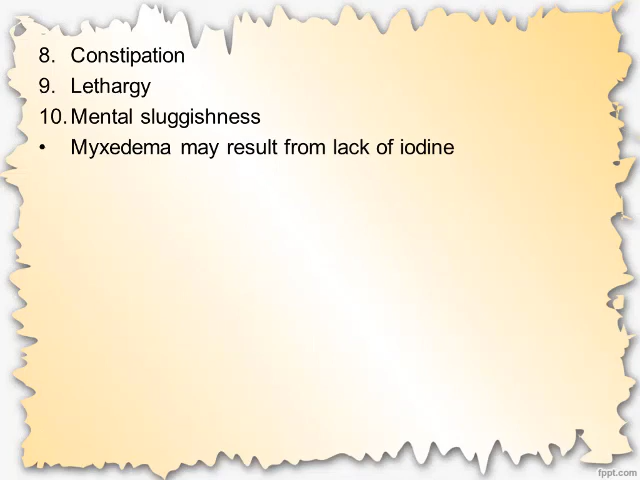 8. Constipation
9. Lethargy
10. Mental sluggishness
• Myxedema may result from lack of iodine
fppt.com